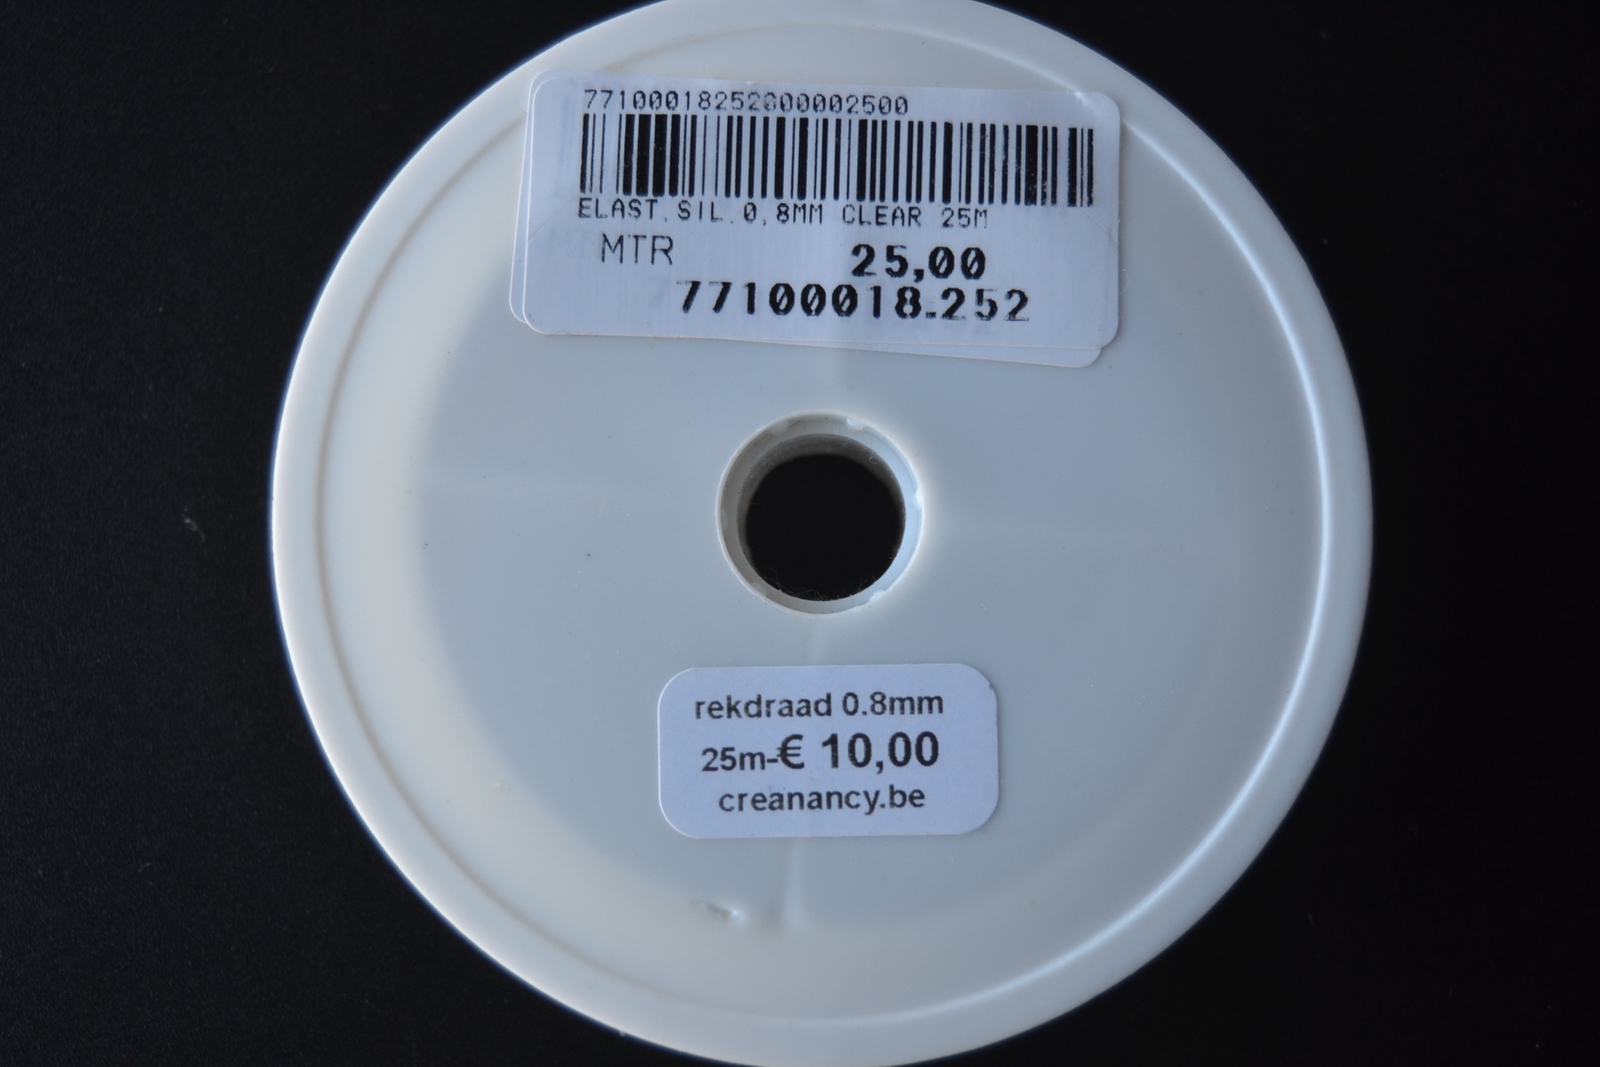 77100018252000002500
ELAST.SIL.0,8MM CLEAR 25M
MTR 25,00
77100018.252
rekdraad 0.8mm
25m-€ 10,00
creanancy.be